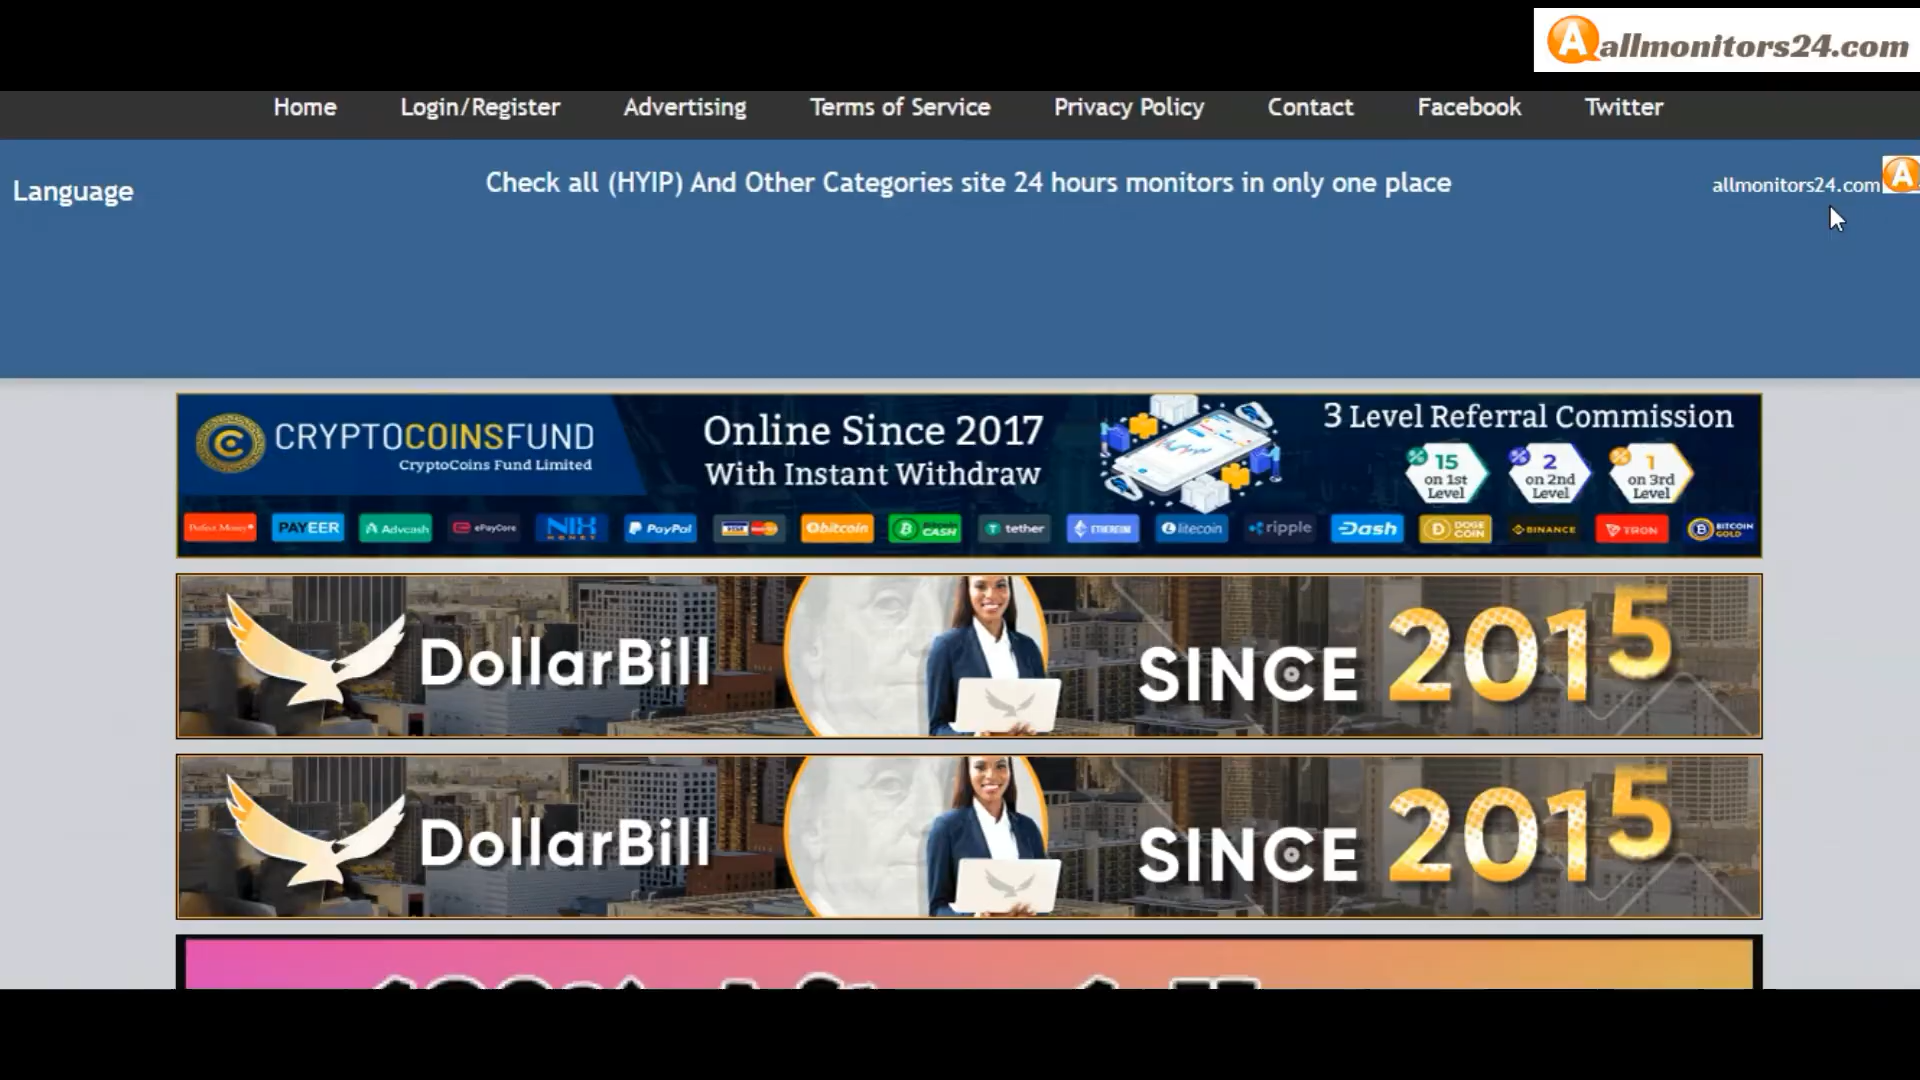 Aallmonitors24.com
Home Login/Register Advertising Terms of Service Privacy Policy Contact Facebook Twitter
Language
Check all (HYIP) And Other Categories site 24 hours monitors in only one place
allmonitors24.com A
CRYPTOCOINSFUND
CryptoCoins Fund Limited
Online Since 2017
With Instant Withdraw
3 Level Referral Commission
% 15 on 1st Level
% 2 on 2nd Level
% 1 on 3rd Level
Perfect Money PAYEER Advcash ePayCore NIX MONEY PayPal VISA MasterCard bitcoin Bitcoin CASH tether ETHEREUM litecoin ripple Dash DOGE COIN BINANCE TRON BITCOIN GOLD
DollarBill SINCE 2015
DollarBill SINCE 2015